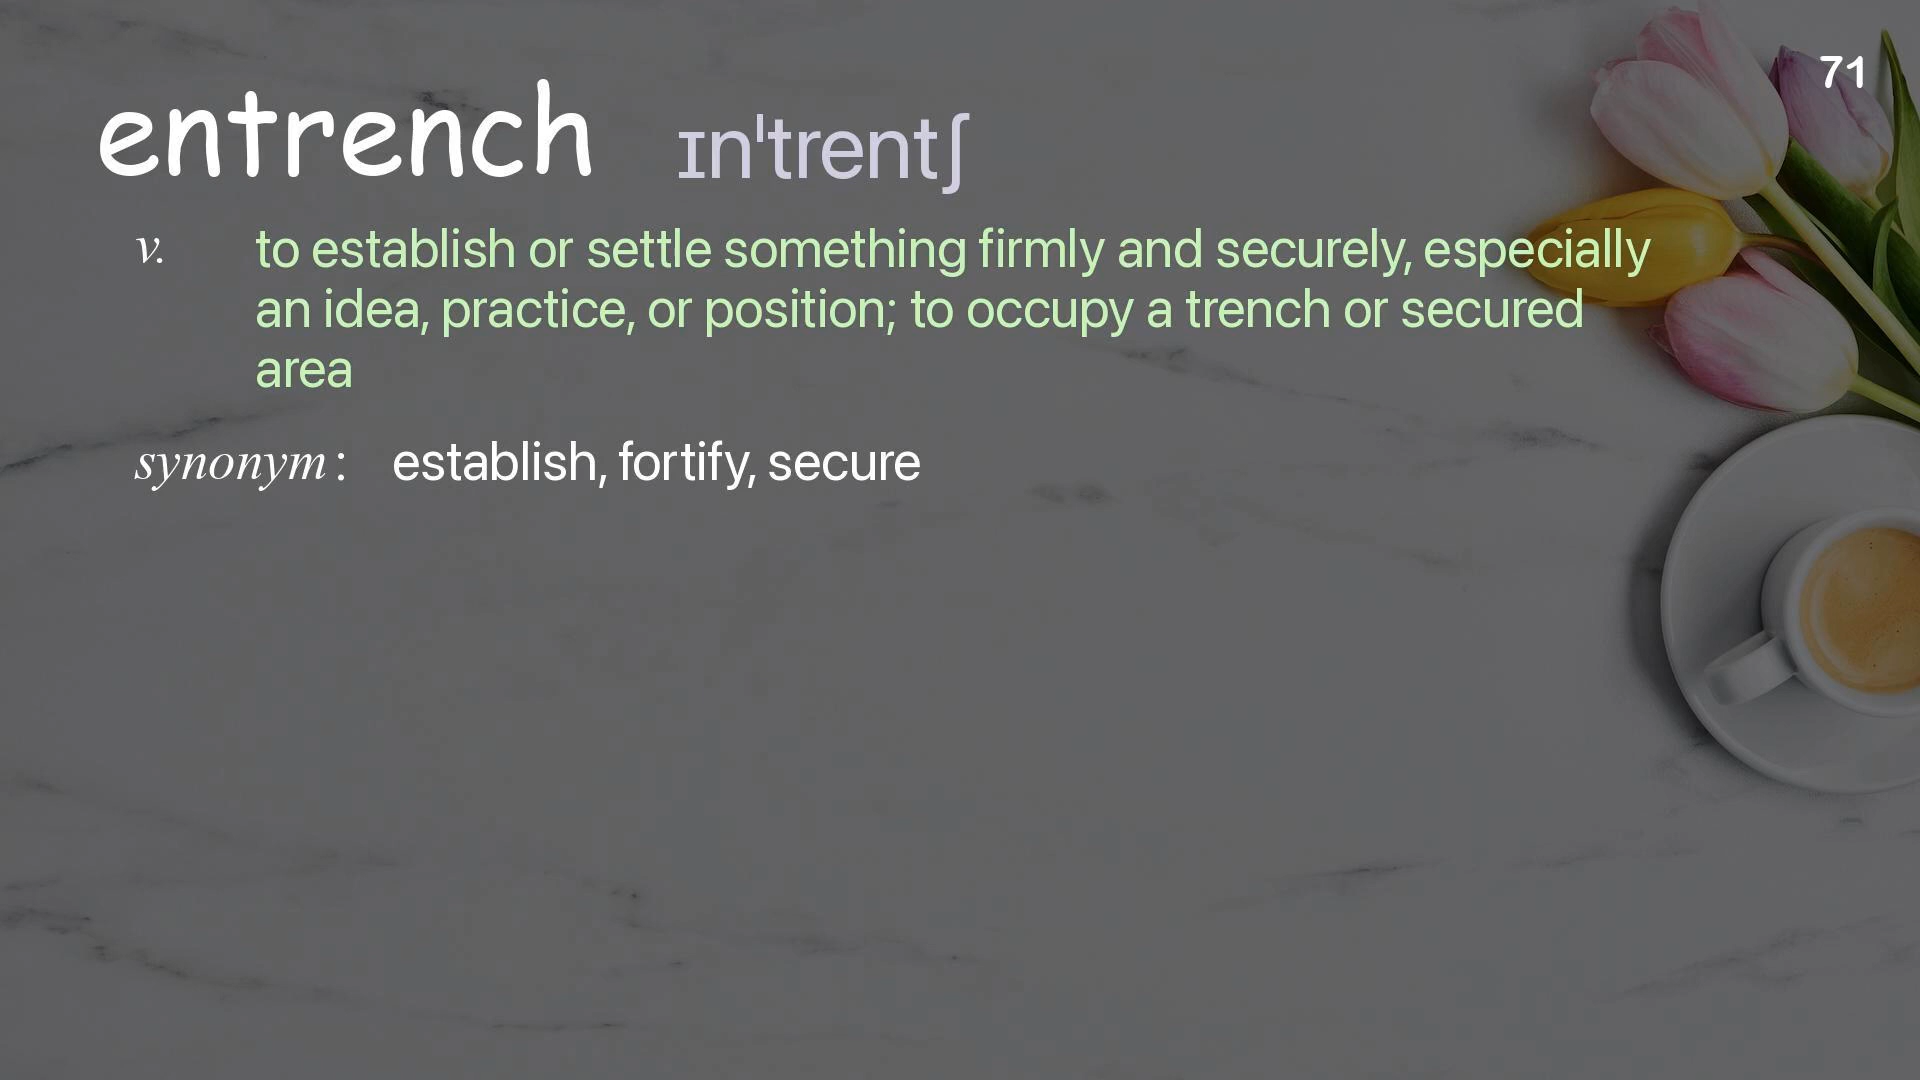 71
entrench ɪnˈtrentʃ
v. to establish or settle something firmly and securely, especially
an idea, practice, or position; to occupy a trench or secured
area
synonym: establish, fortify, secure